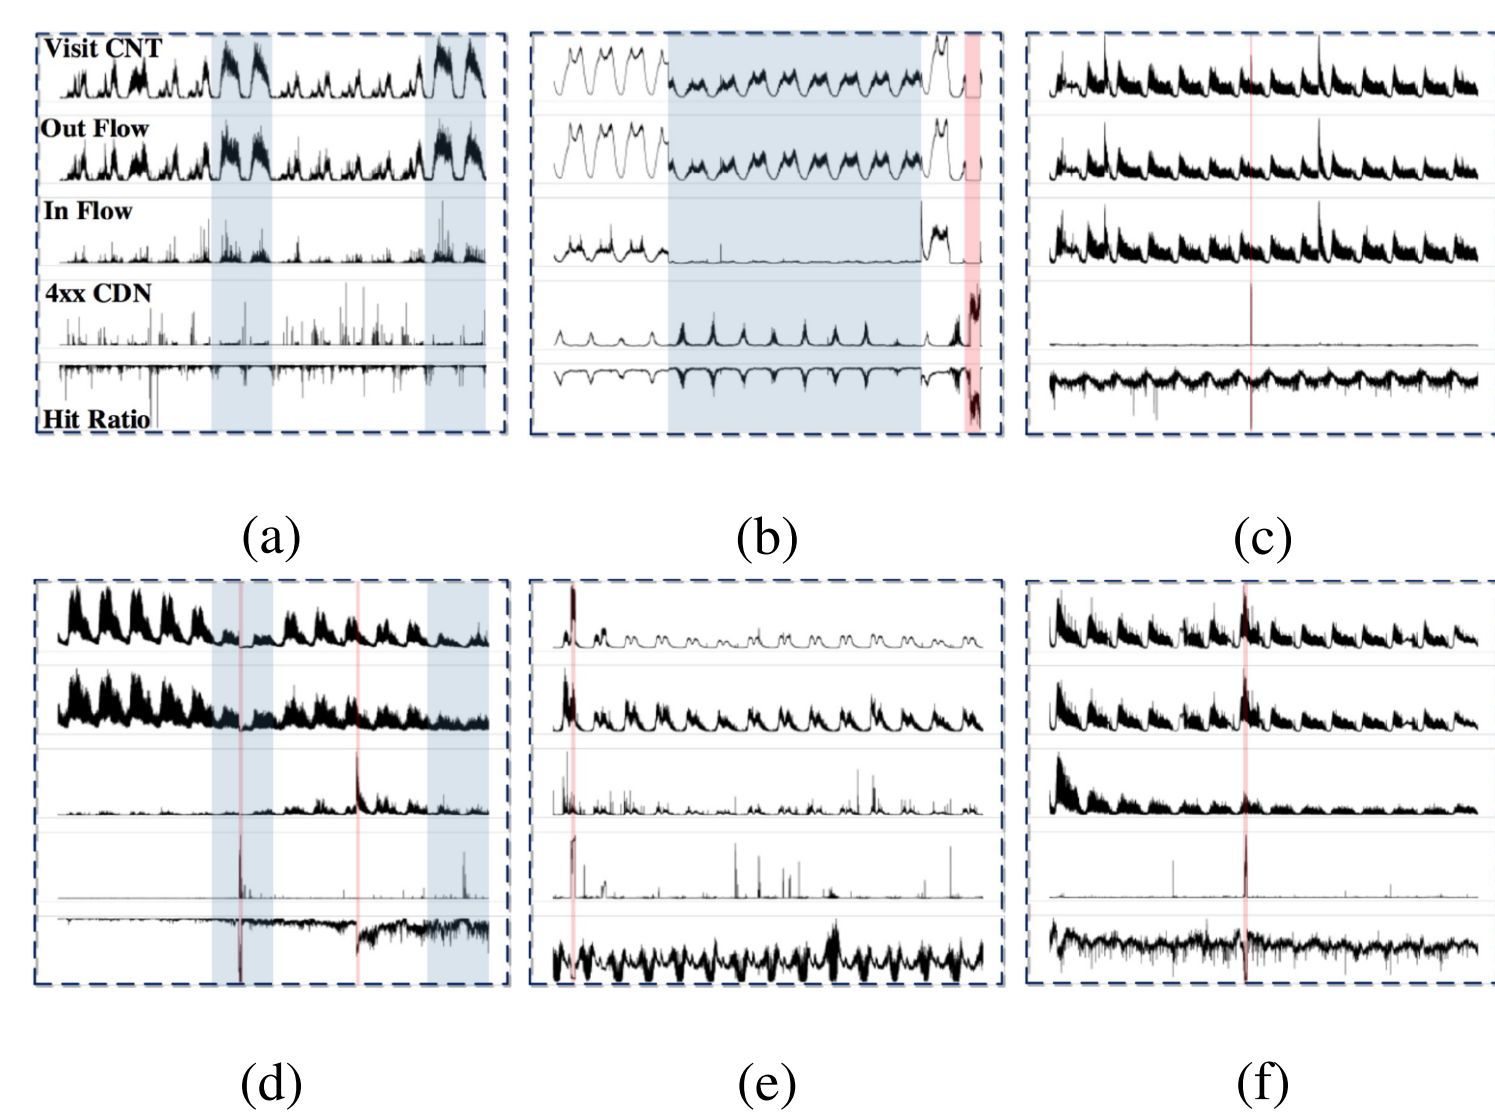 Visit CNT
Out Flow
In Flow
4xx CDN
Hit Ratio
(a)
(b)
(c)
(d)
(e)
(f)